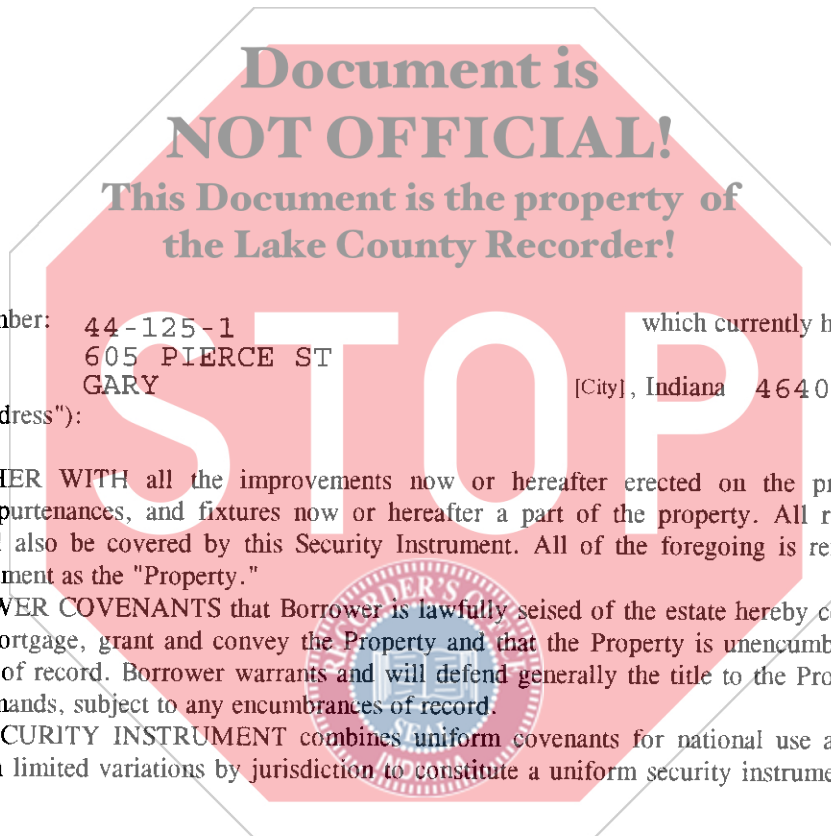 Document is
NOT OFFICIAL!
This Document is the property of
the Lake County Recorder!
STOP
mber: 44-125-1 which currently h
605 PIERCE ST
GARY [City], Indiana 4640
dress"):
HER WITH all the improvements now or hereafter erected on the pr
purtenances, and fixtures now or hereafter a part of the property. All r
l also be covered by this Security Instrument. All of the foregoing is re
ment as the "Property."
WER COVENANTS that Borrower is lawfully seised of the estate hereby c
ortgage, grant and convey the Property and that the Property is unencumb
of record. Borrower warrants and will defend generally the title to the Pro
mands, subject to any encumbrances of record.
CURITY INSTRUMENT combines uniform covenants for national use a
n limited variations by jurisdiction to constitute a uniform security instrume
RECORDER'S
SEAL
INDIANA